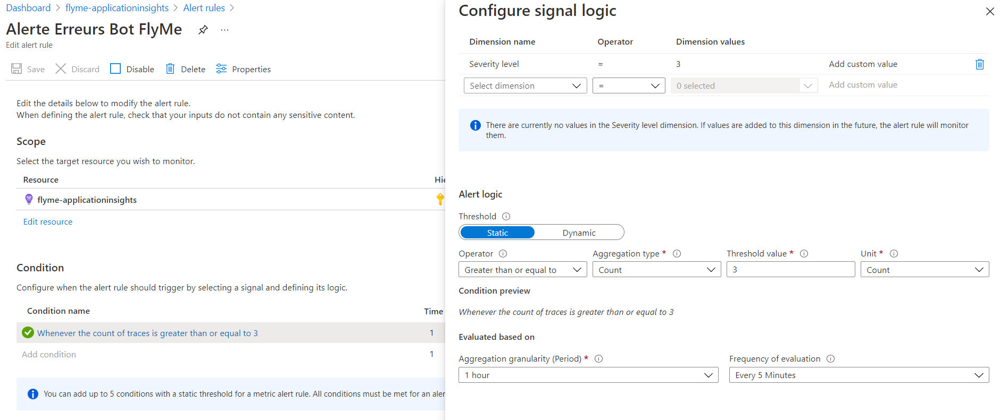 Dashboard > flyme-applicationinsights > Alert rules >
Alerte Erreurs Bot FlyMe ...
Edit alert rule
Save Discard Disable Delete Properties
Edit the details below to modify the alert rule.
When defining the alert rule, check that your inputs do not contain any sensitive content.
Scope
Select the target resource you wish to monitor.
Resource Hie
flyme-applicationinsights
Edit resource
Condition
Configure when the alert rule should trigger by selecting a signal and defining its logic.
Condition name Time
Whenever the count of traces is greater than or equal to 3 1
Add condition 1
You can add up to 5 conditions with a static threshold for a metric alert rule. All conditions must be met for an aler
Configure signal logic
Dimension name Operator Dimension values
Severity level = 3 Add custom value
Select dimension = 0 selected Add custom value
There are currently no values in the Severity level dimension. If values are added to this dimension in the future, the alert rule will monitor
them.
Alert logic
Threshold
Static Dynamic
Operator Aggregation type * Threshold value * Unit *
Greater than or equal to Count 3 Count
Condition preview
Whenever the count of traces is greater than or equal to 3
Evaluated based on
Aggregation granularity (Period) * Frequency of evaluation
1 hour Every 5 Minutes